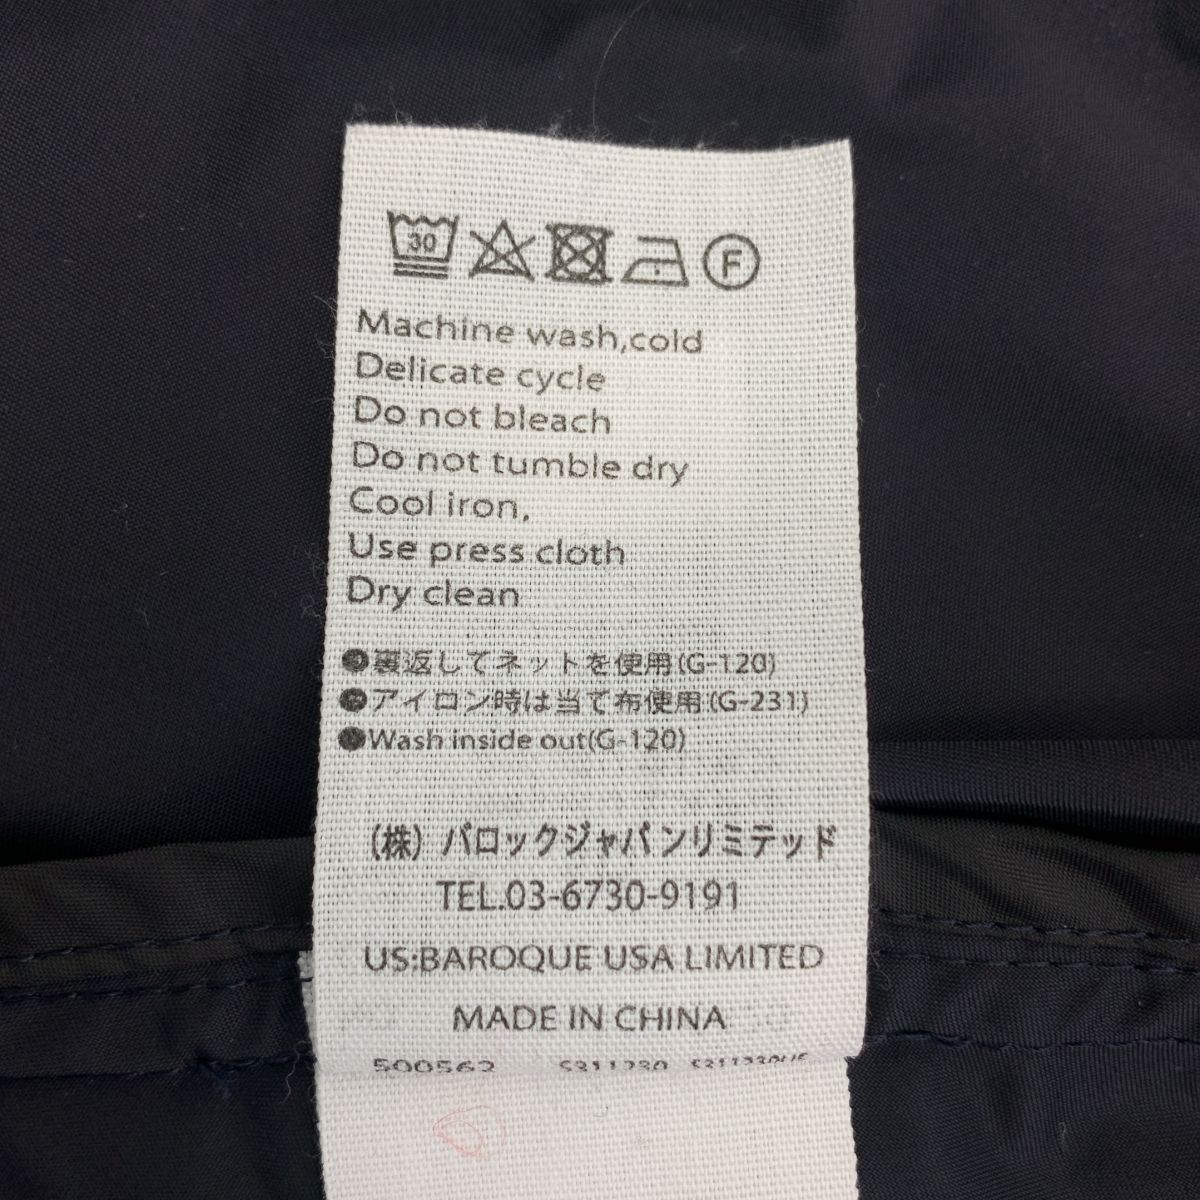 30 F
Machine wash,cold
Delicate cycle
Do not bleach
Do not tumble dry
Cool iron,
Use press cloth
Dry clean
●裏返してネットを使用(G-120)
●アイロン時は当て布使用(G-231)
●Wash inside out(G-120)
(株) バロックジャパンリミテッド
TEL.03-6730-9191
US:BAROQUE USA LIMITED
MADE IN CHINA
500562